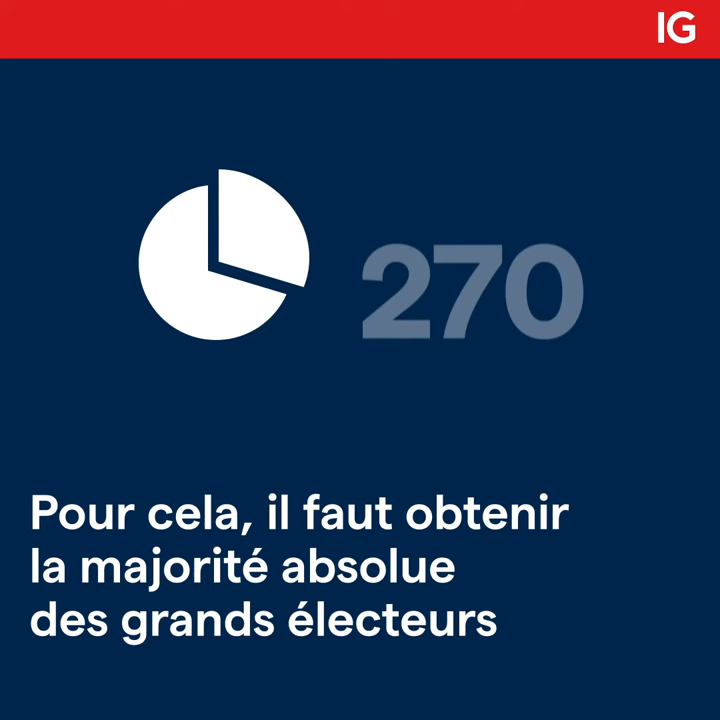 IG
270
Pour cela, il faut obtenir
la majorité absolue
des grands électeurs